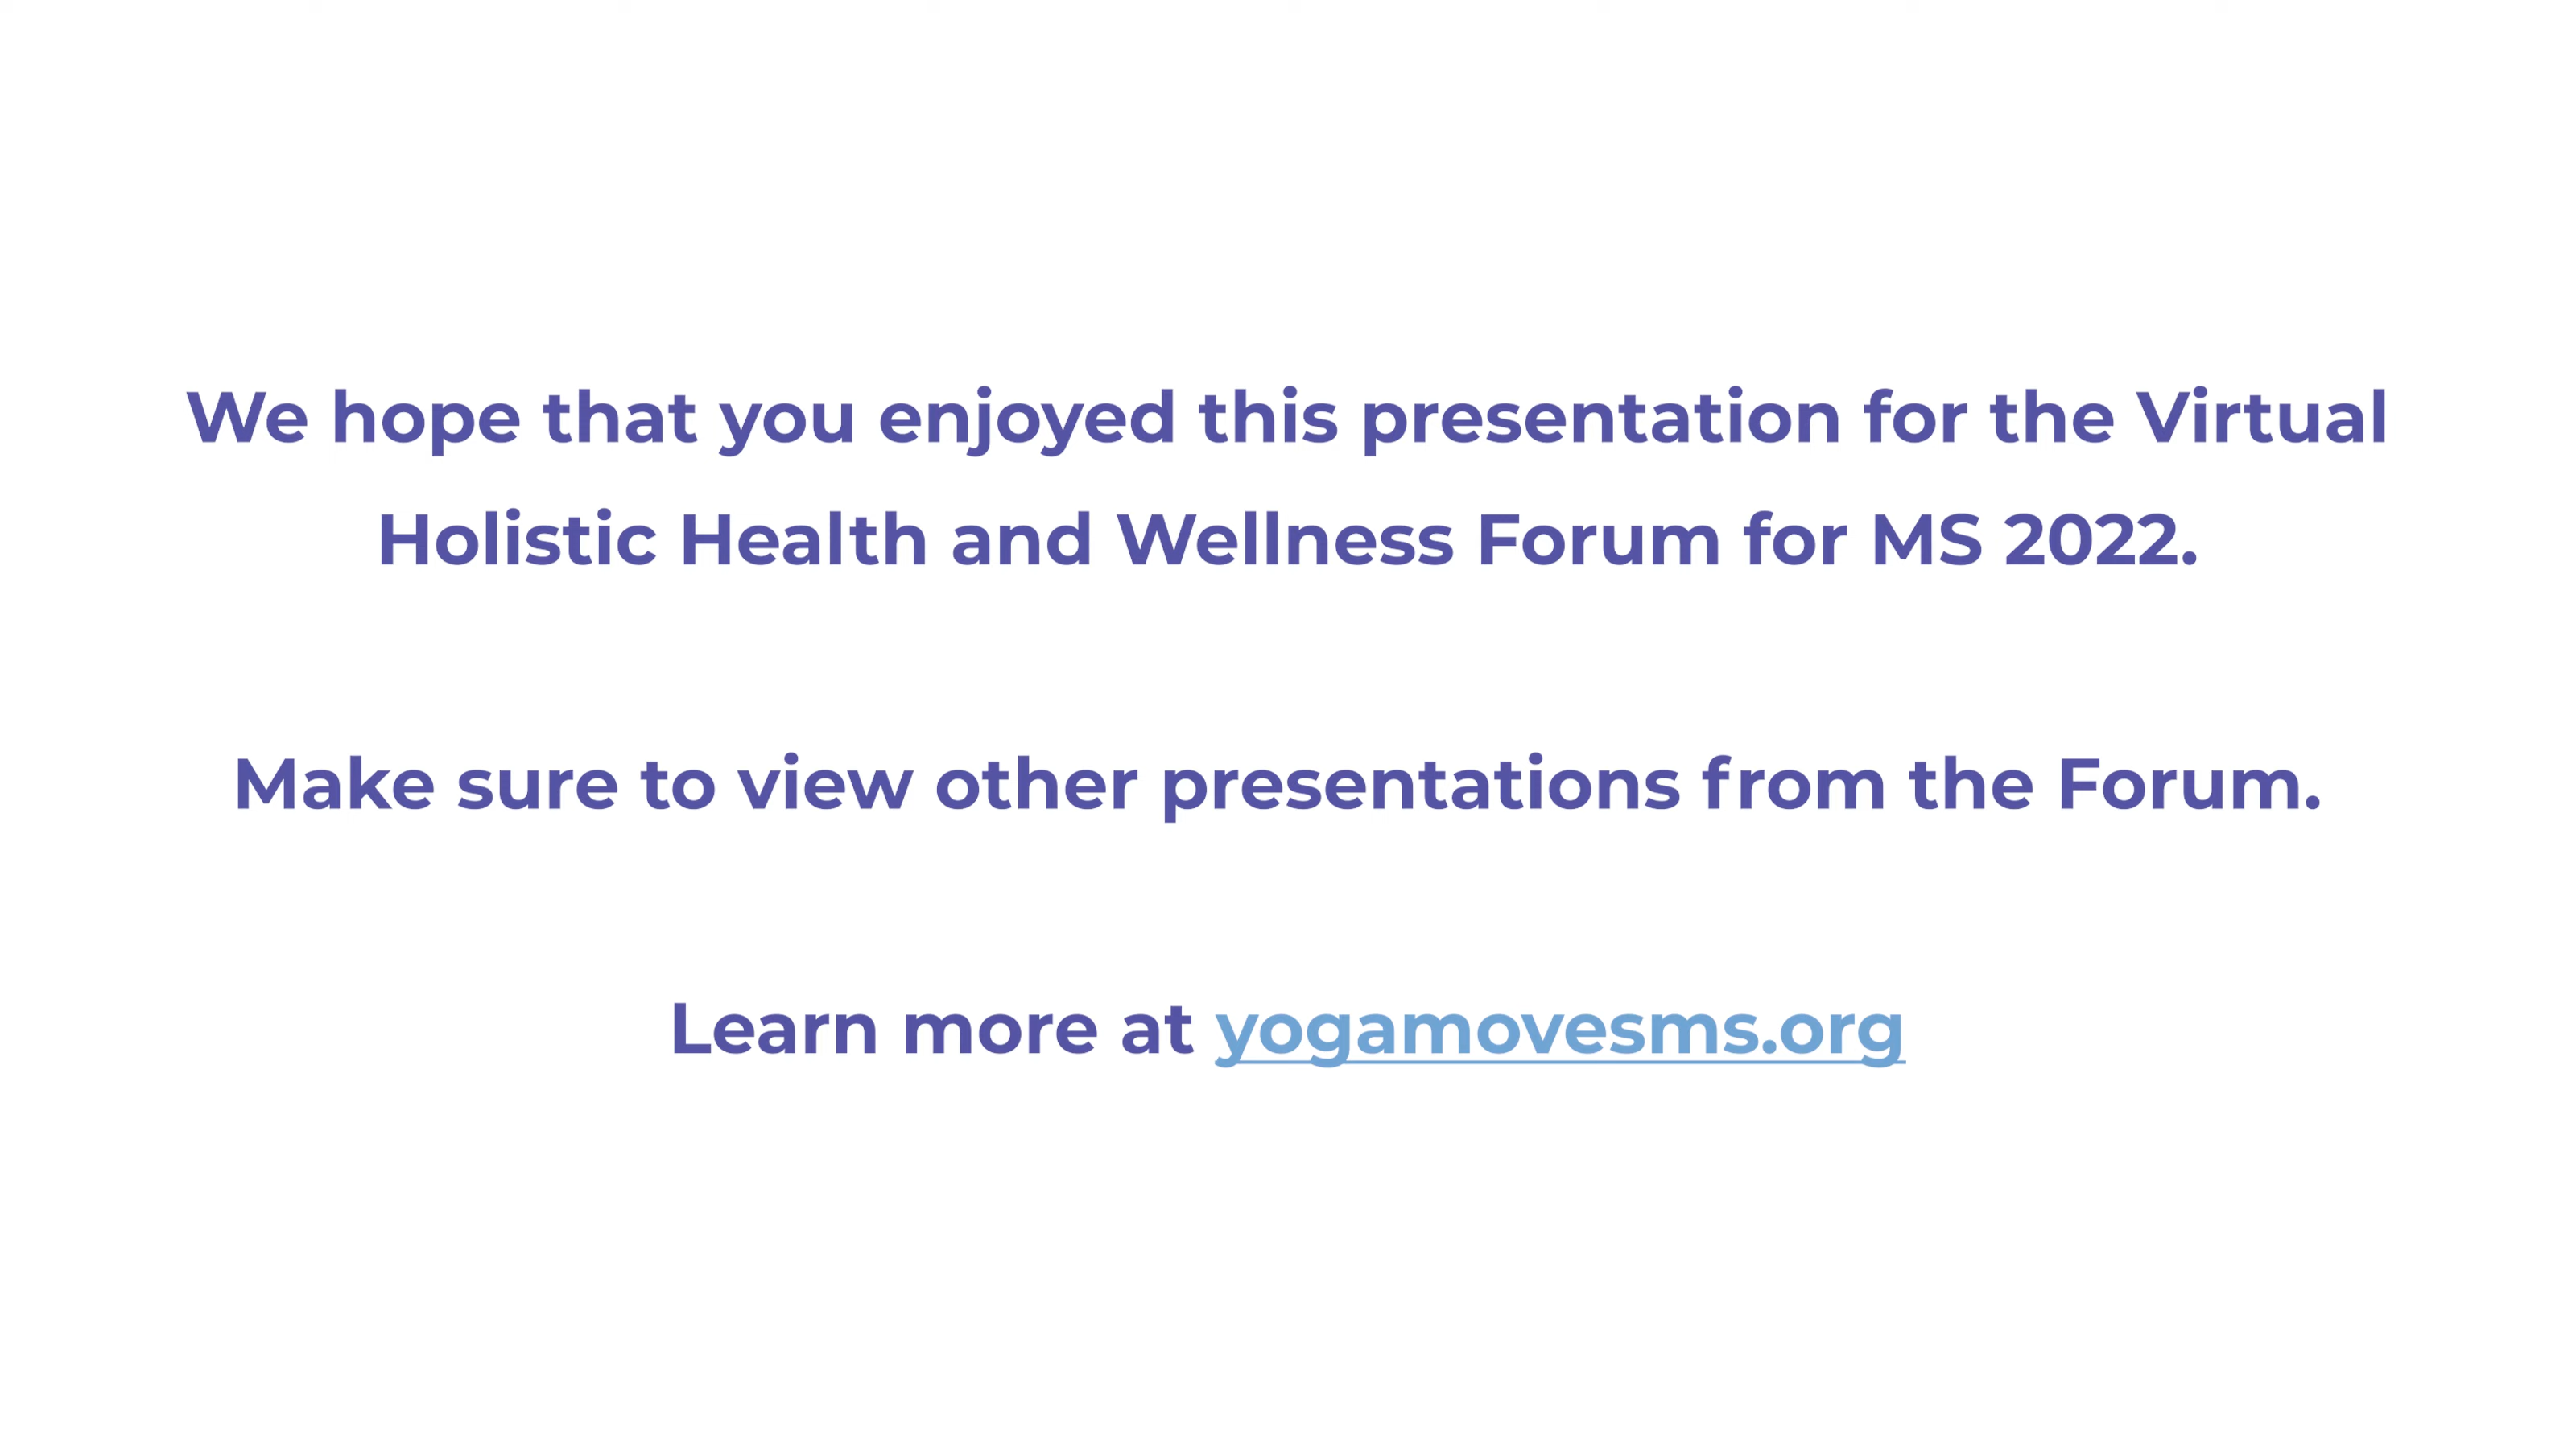 We hope that you enjoyed this presentation for the Virtual
Holistic Health and Wellness Forum for MS 2022.
Make sure to view other presentations from the Forum.
Learn more at yogamovesms.org